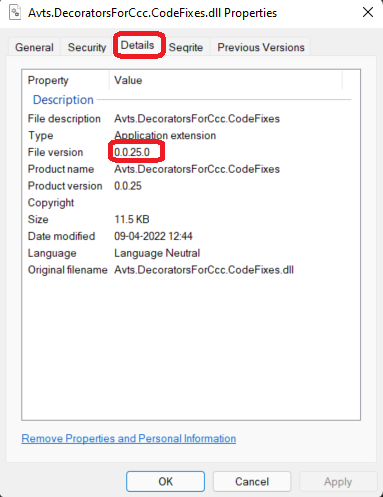 Avts.DecoratorsForCcc.CodeFixes.dll Properties
General Security Details Seqrite Previous Versions
Property Value
Description
File description Avts.DecoratorsForCcc.CodeFixes
Type Application extension
File version 0.0.25.0
Product name Avts.DecoratorsForCcc.CodeFixes
Product version 0.0.25
Copyright
Size 11.5 KB
Date modified 09-04-2022 12:44
Language Language Neutral
Original filename Avts.DecoratorsForCcc.CodeFixes.dll
Remove Properties and Personal Information
OK Cancel Apply